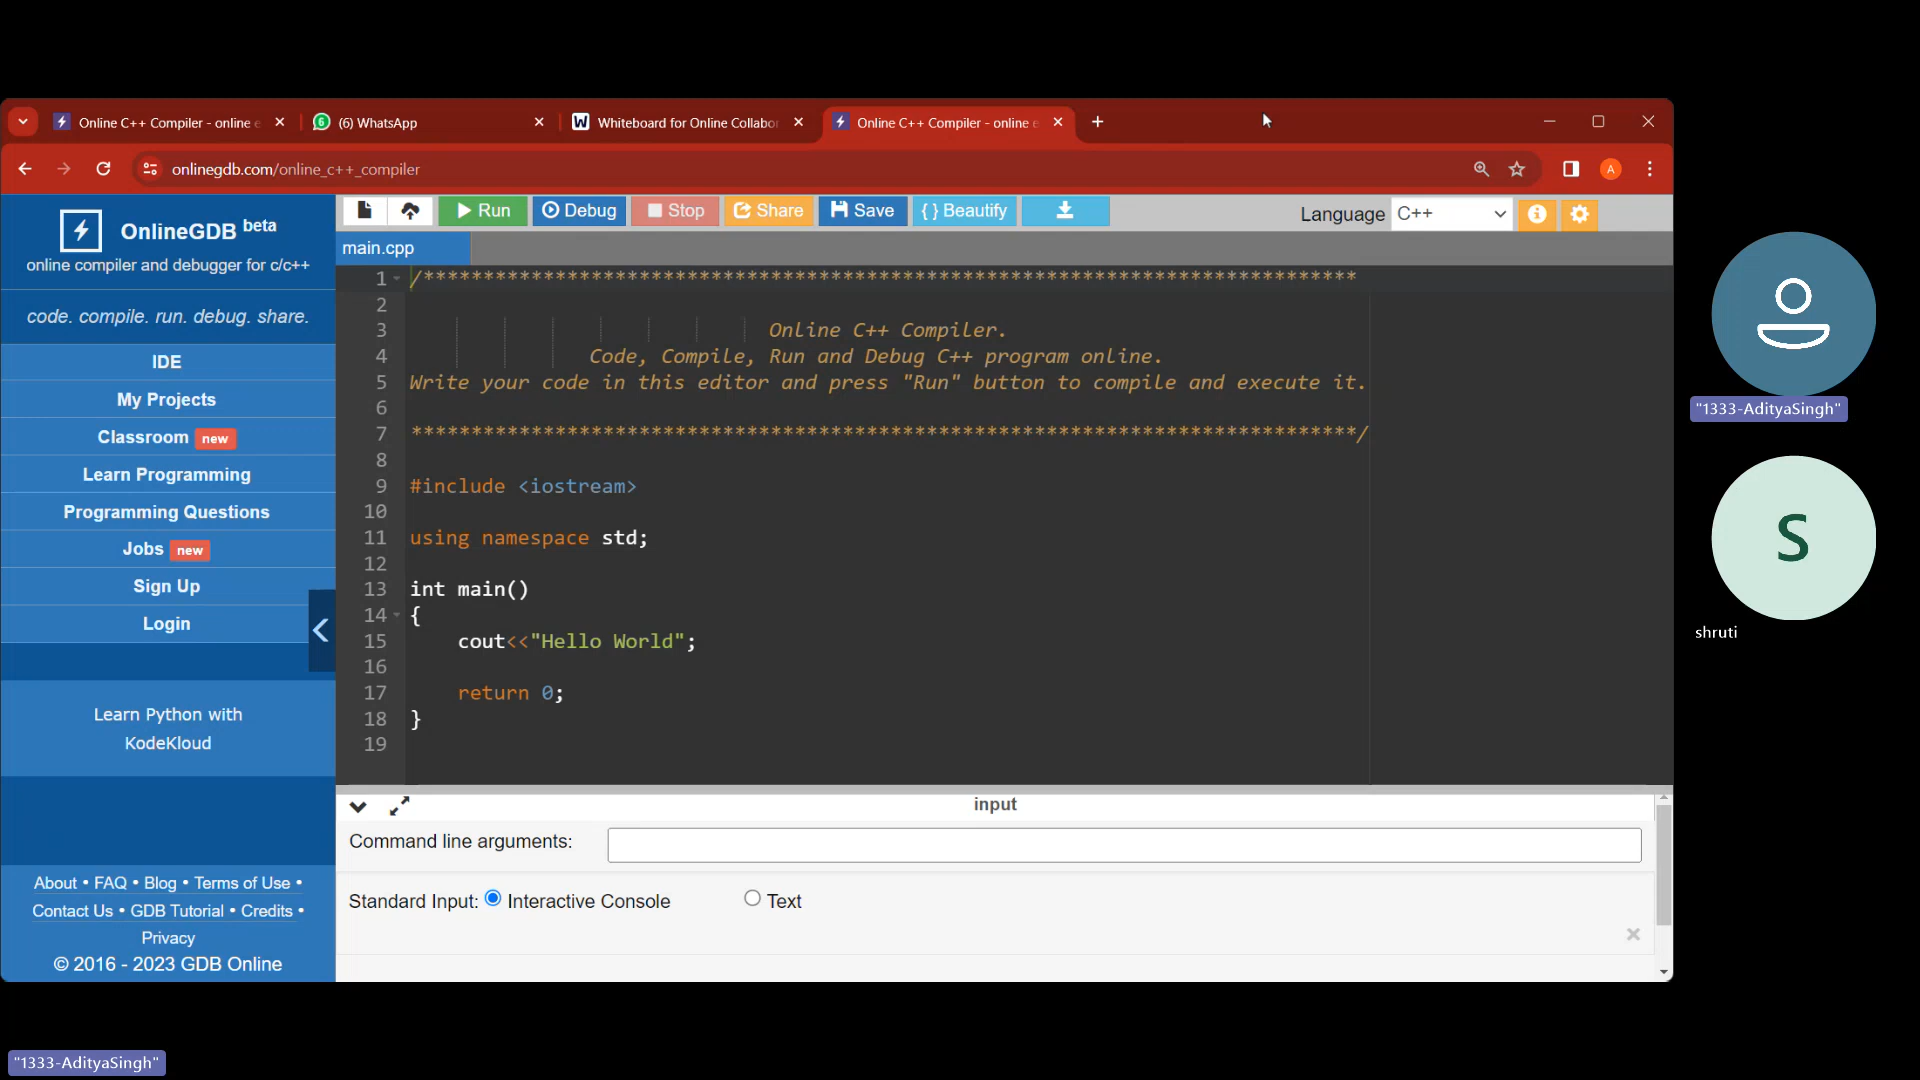 Online C++ Compiler - online e
(6) WhatsApp
Whiteboard for Online Collabor
Online C++ Compiler - online e
onlinegdb.com/online_c++_compiler
A
OnlineGDB beta
online compiler and debugger for c/c++
code. compile. run. debug. share.
IDE
My Projects
Classroom new
Learn Programming
Programming Questions
Jobs new
Sign Up
Login
Learn Python with
KodeKloud
About • FAQ • Blog • Terms of Use •
Contact Us • GDB Tutorial • Credits •
Privacy
© 2016 - 2023 GDB Online
Run
Debug
Stop
Share
Save
{ } Beautify
Language C++
main.cpp
1 /******************************************************************************
2
3 Online C++ Compiler.
4 Code, Compile, Run and Debug C++ program online.
5 Write your code in this editor and press "Run" button to compile and execute it.
6
7 *******************************************************************************/
8
9 #include <iostream>
10
11 using namespace std;
12
13 int main()
14 {
15 cout<<"Hello World";
16
17 return 0;
18 }
19
input
Command line arguments:
Standard Input: Interactive Console Text
"1333-AdityaSingh"
S
shruti
"1333-AdityaSingh"